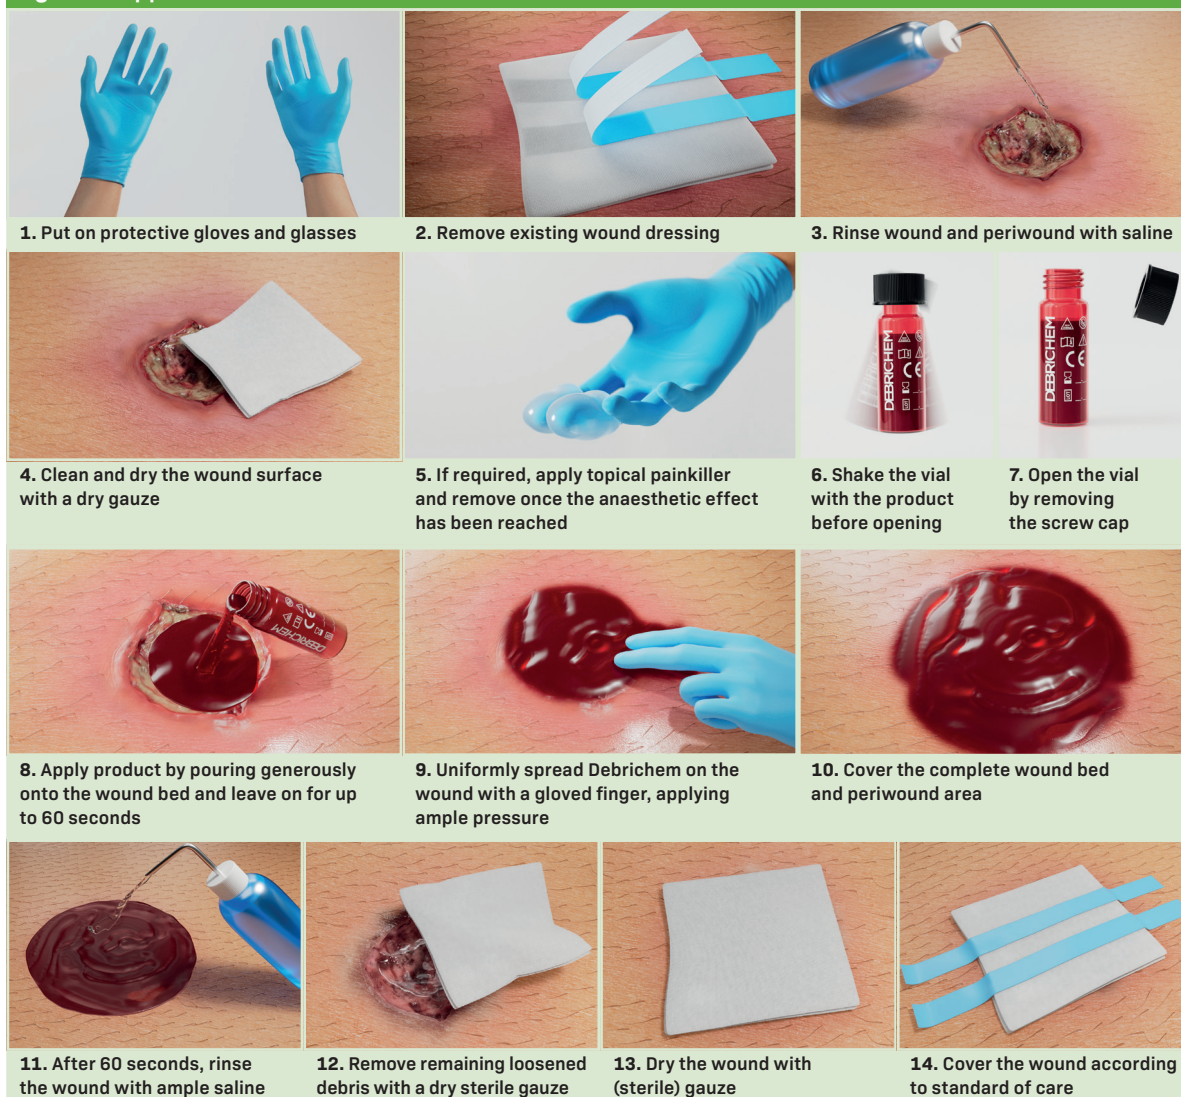 1. Put on protective gloves and glasses
2. Remove existing wound dressing
3. Rinse wound and periwound with saline
4. Clean and dry the wound surface
with a dry gauze
5. If required, apply topical painkiller
and remove once the anaesthetic effect
has been reached
DEBRICHEM
CE
6. Shake the vial
with the product
before opening
DEBRICHEM
CE
7. Open the vial
by removing
the screw cap
DEBRICHEM
CE
8. Apply product by pouring generously
onto the wound bed and leave on for up
to 60 seconds
9. Uniformly spread Debrichem on the
wound with a gloved finger, applying
ample pressure
10. Cover the complete wound bed
and periwound area
11. After 60 seconds, rinse
the wound with ample saline
12. Remove remaining loosened
debris with a dry sterile gauze
13. Dry the wound with
(sterile) gauze
14. Cover the wound according
to standard of care